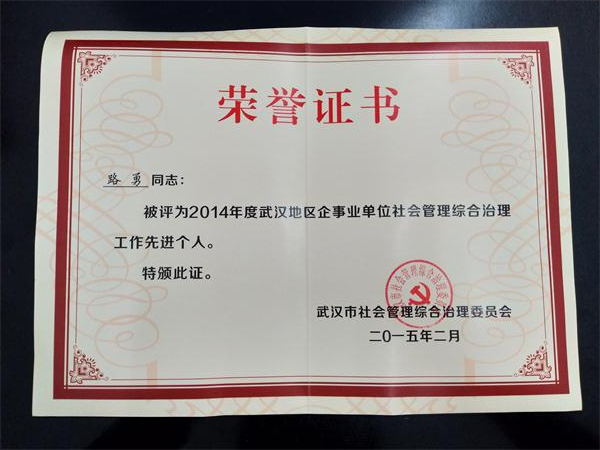 荣誉证书
路勇同志：
被评为2014年度武汉地区企事业单位社会管理综合治理
工作先进个人。
特颁此证。
武汉市社会管理综合治理委员会
二〇一五年二月